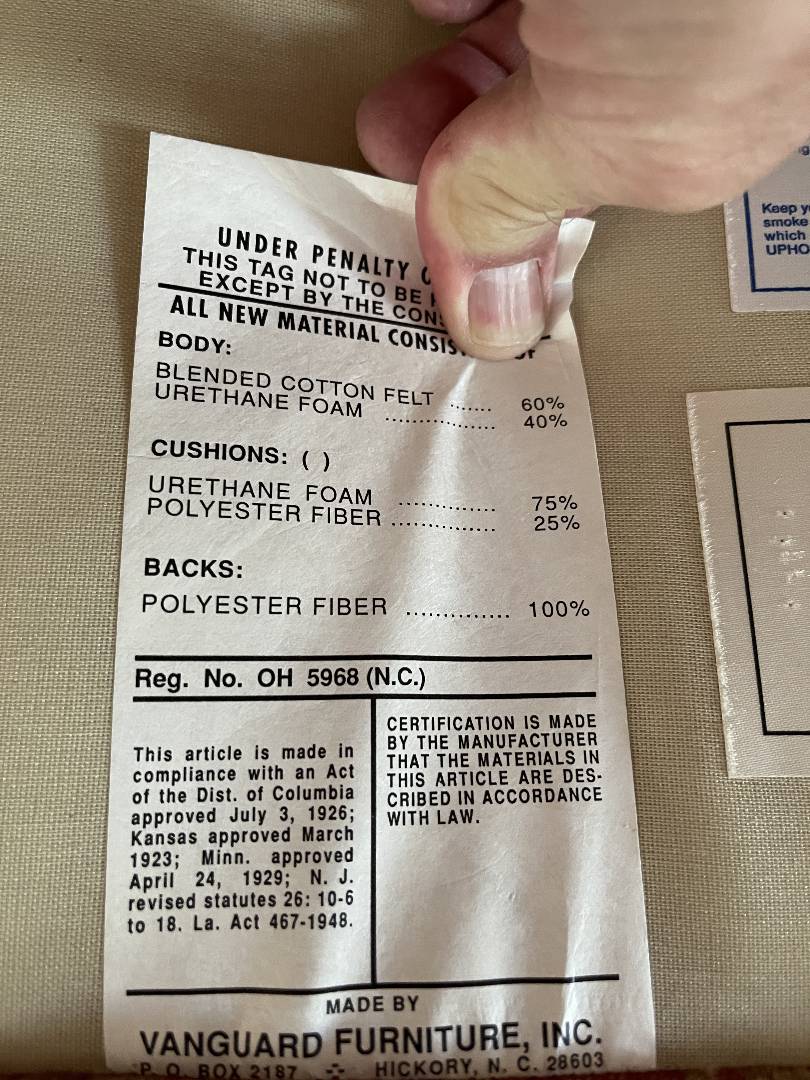 UNDER PENALTY
THIS TAG NOT TO BE
EXCEPT BY THE
ALL NEW MATERIAL
BODY:
BLENDED COTTON FELT ....... 60%
URETHANE FOAM ................ 40%
CUSHIONS: ( )
URETHANE FOAM .............. 75%
POLYESTER FIBER ............... 25%
BACKS:
POLYESTER FIBER .............. 100%
Reg. No. OH 5968 (N.C.)
This article is made in
compliance with an Act
of the Dist. of Columbia
approved July 3, 1926;
Kansas approved March
1923; Minn. approved
April 24, 1929; N. J.
revised statutes 26: 10-6
to 18. La. Act 467-1948.
CERTIFICATION IS MADE
BY THE MANUFACTURER
THAT THE MATERIALS IN
THIS ARTICLE ARE DES-
CRIBED IN ACCORDANCE
WITH LAW.
MADE BY
VANGUARD FURNITURE, INC.
P. O. BOX 2187 HICKORY, N. C. 28603
Keep
smoke
which